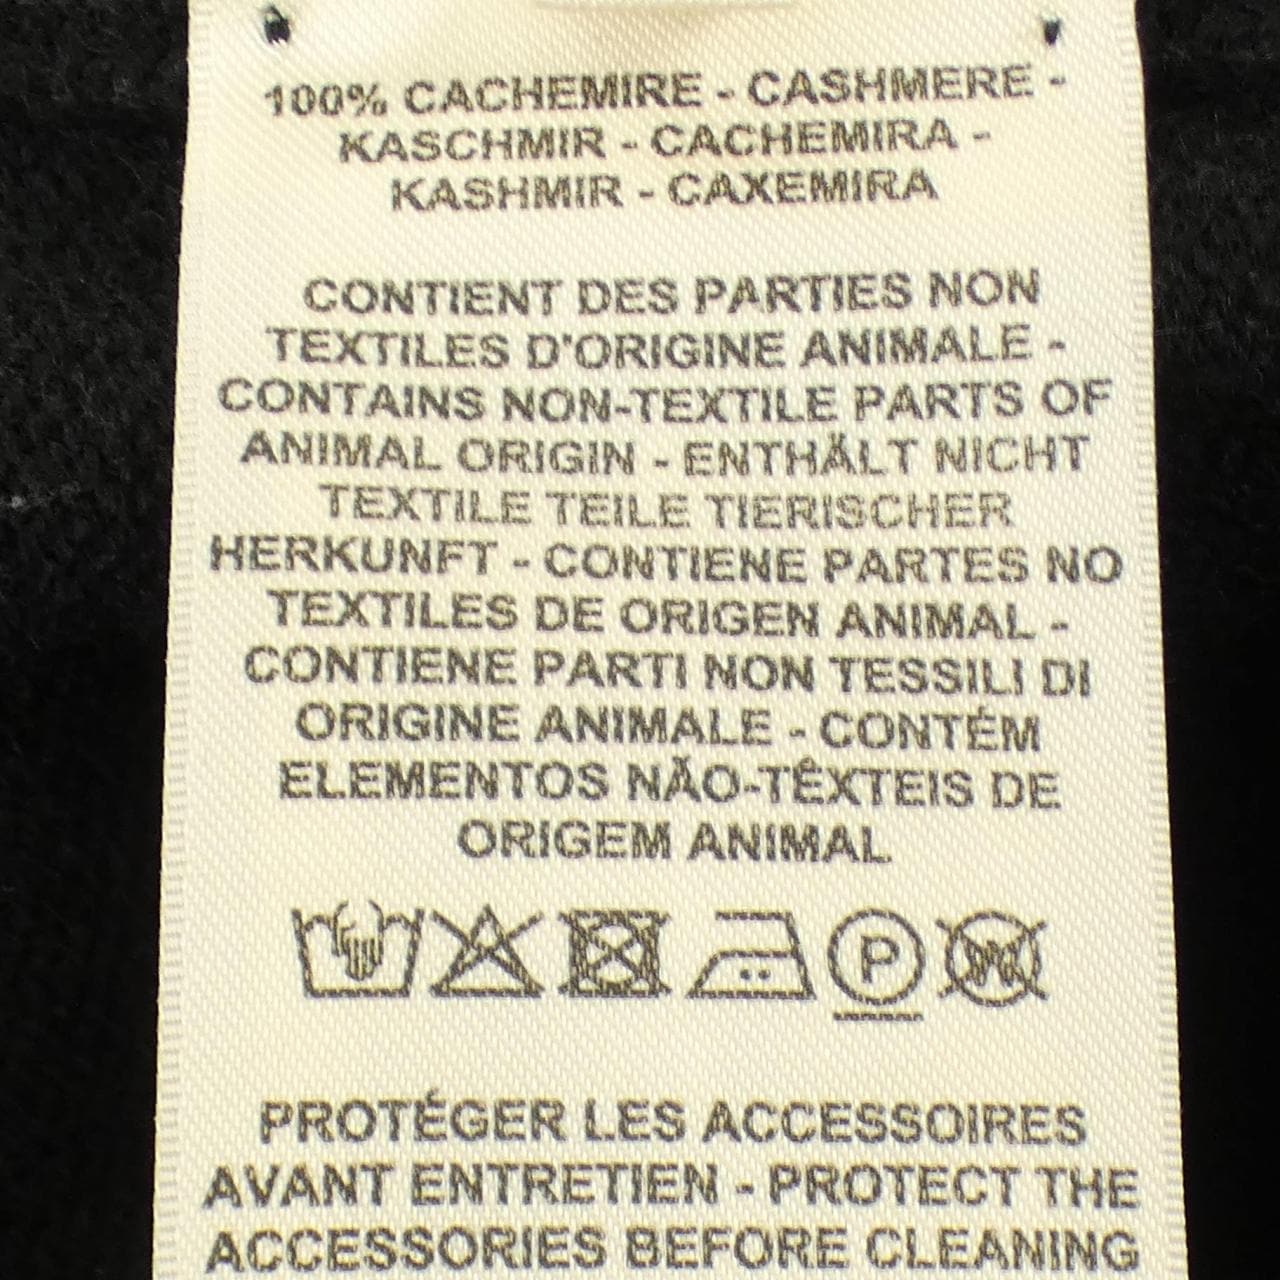 100% CACHEMIRE - CASHMERE -
KASCHMIR - CACHEMIRA -
KASHMIR - CAXEMIRA
CONTIENT DES PARTIES NON
TEXTILES D'ORIGINE ANIMALE -
CONTAINS NON-TEXTILE PARTS OF
ANIMAL ORIGIN - ENTHÄLT NICHT
TEXTILE TEILE TIERISCHER
HERKUNFT - CONTIENE PARTES NO
TEXTILES DE ORIGEN ANIMAL -
CONTIENE PARTI NON TESSILI DI
ORIGINE ANIMALE - CONTÉM
ELEMENTOS NÃO-TÊXTEIS DE
ORIGEM ANIMAL
P W
PROTÉGER LES ACCESSOIRES
AVANT ENTRETIEN - PROTECT THE
ACCESSORIES BEFORE CLEANING